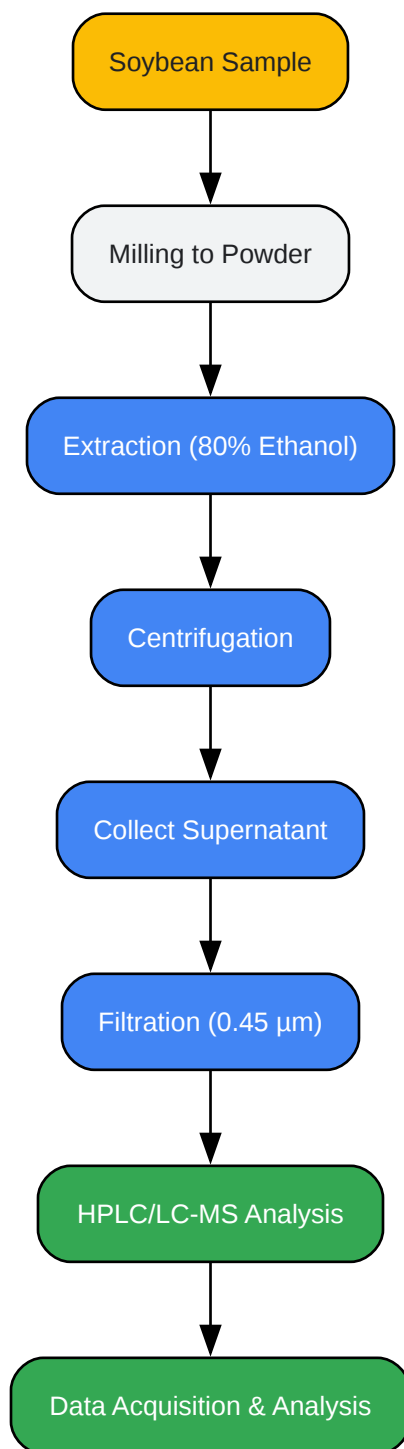 Soybean Sample
Milling to Powder
Extraction (80% Ethanol)
Centrifugation
Collect Supernatant
Filtration (0.45 µm)
HPLC/LC-MS Analysis
Data Acquisition & Analysis